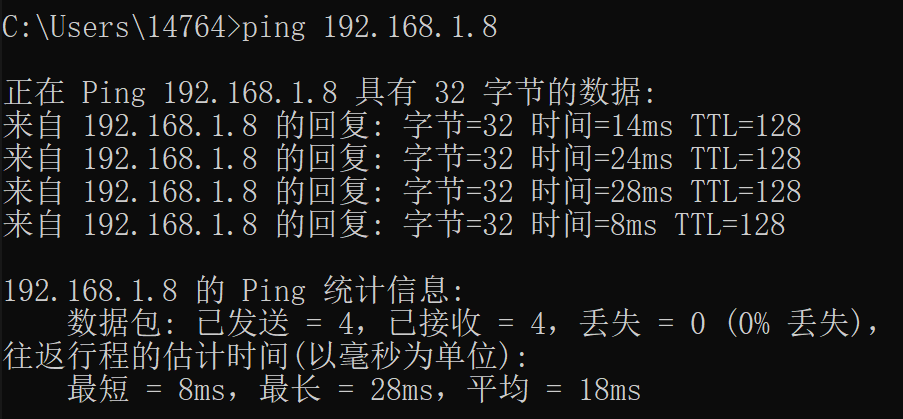 C:\Users\14764>ping 192.168.1.8
正在 Ping 192.168.1.8 具有 32 字节的数据:
来自 192.168.1.8 的回复: 字节=32 时间=14ms TTL=128
来自 192.168.1.8 的回复: 字节=32 时间=24ms TTL=128
来自 192.168.1.8 的回复: 字节=32 时间=28ms TTL=128
来自 192.168.1.8 的回复: 字节=32 时间=8ms TTL=128
192.168.1.8 的 Ping 统计信息:
数据包: 已发送 = 4，已接收 = 4，丢失 = 0 (0% 丢失)，
往返行程的估计时间(以毫秒为单位):
最短 = 8ms，最长 = 28ms，平均 = 18ms